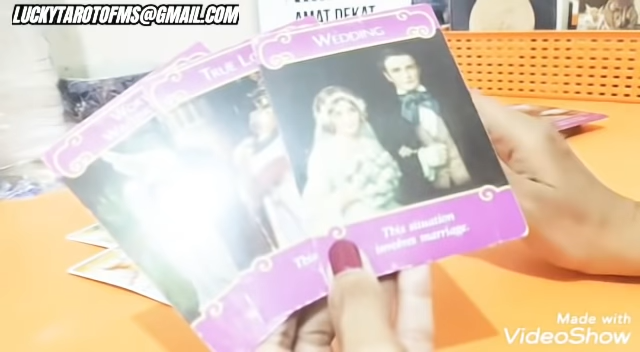 LUCKYTAROTOFMS@GMAIL.COM
AMAT DEKAT
WEDDING
TRUE
This situation
involves marriage.
Made with
VideoShow